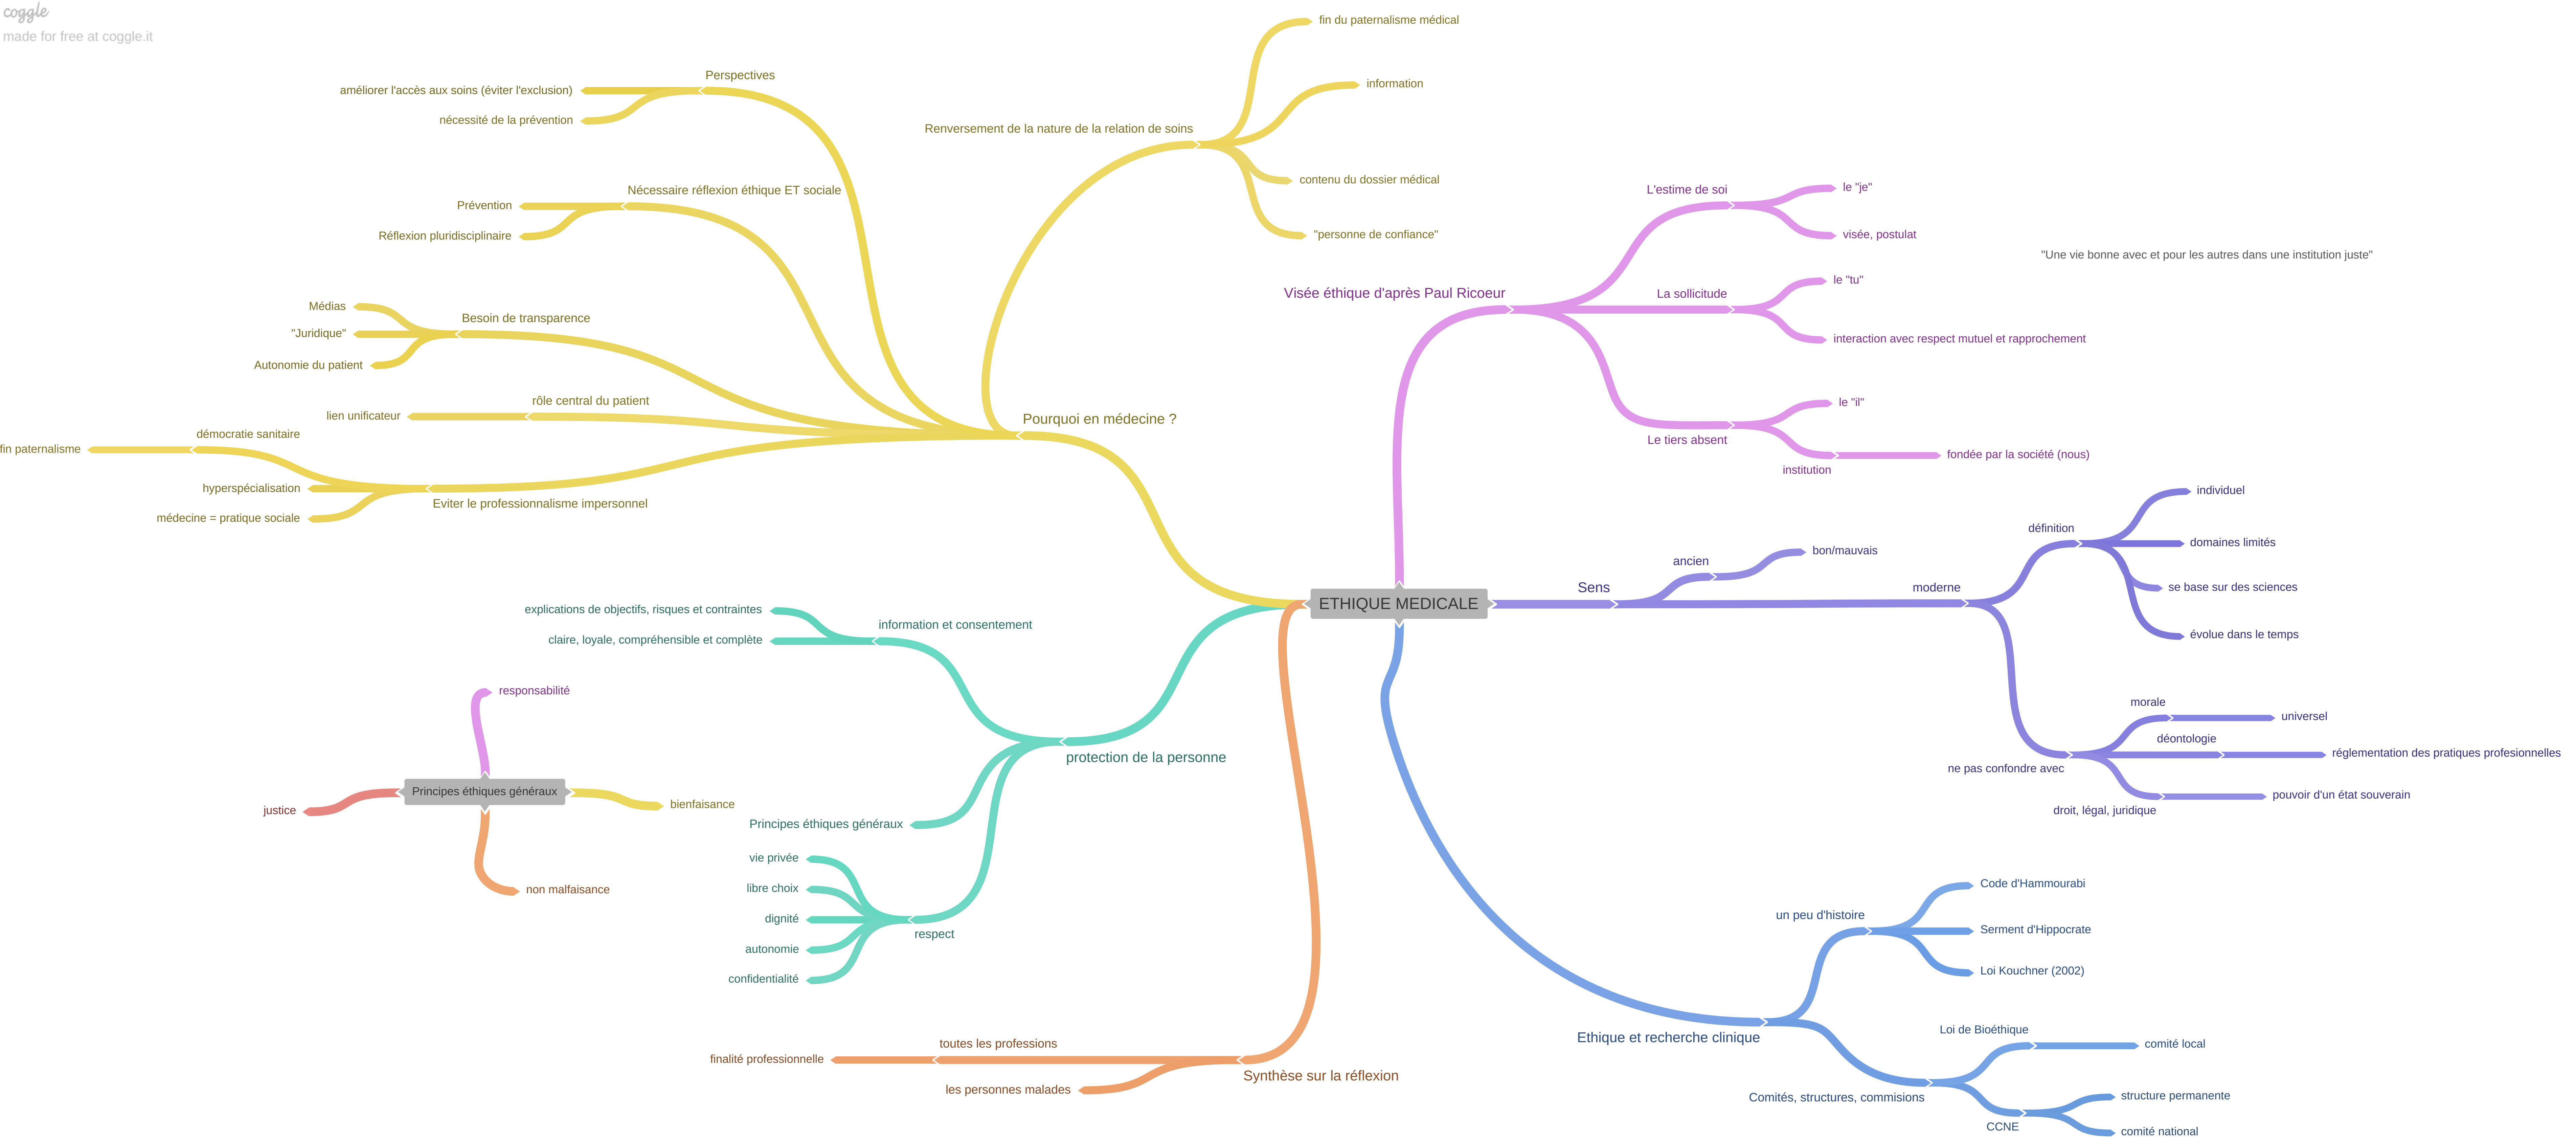 coggle
made for free at coggle.it
ETHIQUE MEDICALE
Visée éthique d'après Paul Ricoeur
L'estime de soi
le "je"
visée, postulat
La sollicitude
le "tu"
interaction avec respect mutuel et rapprochement
Le tiers absent
le "il"
institution
fondée par la société (nous)
"Une vie bonne avec et pour les autres dans une institution juste"
Sens
ancien
bon/mauvais
moderne
définition
individuel
domaines limités
se base sur des sciences
évolue dans le temps
ne pas confondre avec
morale
universel
déontologie
réglementation des pratiques profesionnelles
droit, légal, juridique
pouvoir d'un état souverain
Ethique et recherche clinique
un peu d'histoire
Code d'Hammourabi
Serment d'Hippocrate
Loi Kouchner (2002)
Comités, structures, commisions
Loi de Bioéthique
comité local
CCNE
structure permanente
comité national
Pourquoi en médecine ?
Renversement de la nature de la relation de soins
fin du paternalisme médical
information
contenu du dossier médical
"personne de confiance"
Perspectives
améliorer l'accès aux soins (éviter l'exclusion)
nécessité de la prévention
Nécessaire réflexion éthique ET sociale
Prévention
Réflexion pluridisciplinaire
Besoin de transparence
Médias
"Juridique"
Autonomie du patient
rôle central du patient
lien unificateur
Eviter le professionnalisme impersonnel
démocratie sanitaire
fin paternalisme
hyperspécialisation
médecine = pratique sociale
protection de la personne
information et consentement
explications de objectifs, risques et contraintes
claire, loyale, compréhensible et complète
Principes éthiques généraux
respect
vie privée
libre choix
dignité
autonomie
confidentialité
Synthèse sur la réflexion
toutes les professions
finalité professionnelle
les personnes malades
Principes éthiques généraux
responsabilité
justice
bienfaisance
non malfaisance